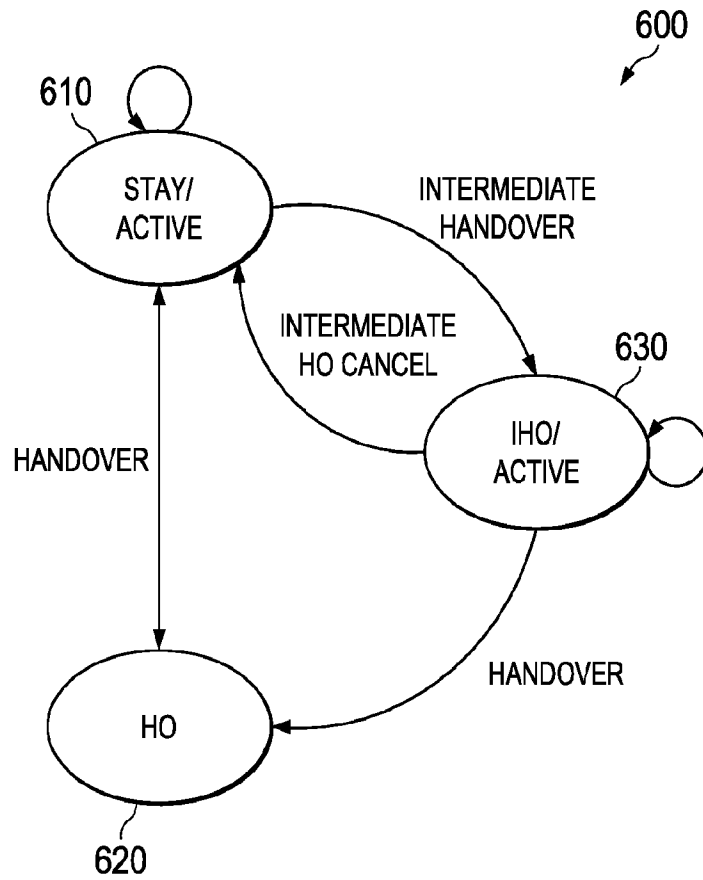 600
610
STAY/
ACTIVE
INTERMEDIATE
HANDOVER
INTERMEDIATE
HO CANCEL
630
IHO/
ACTIVE
HANDOVER
HANDOVER
HO
620